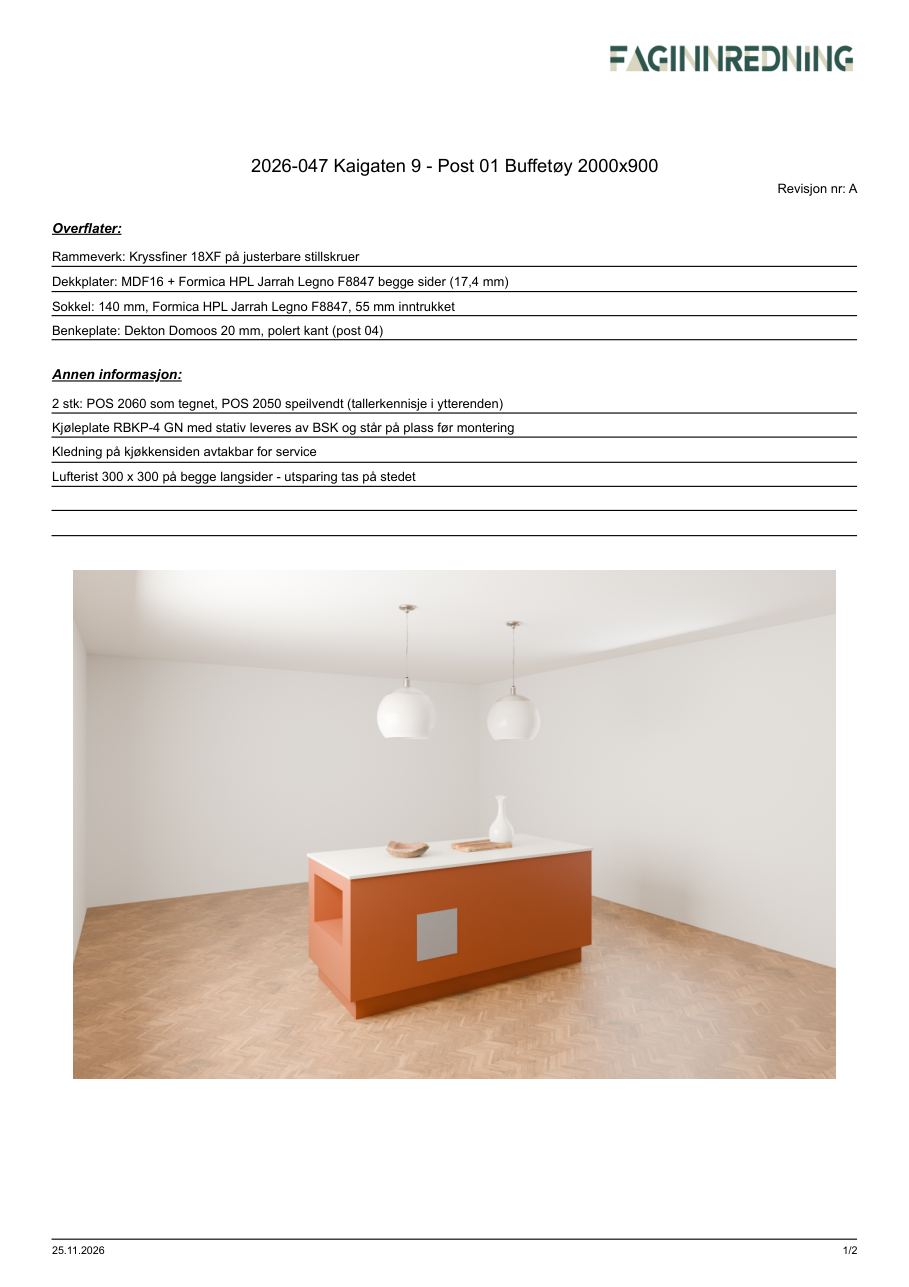 FAGINNREDNING
2026-047 Kaigaten 9 - Post 01 Buffetøy 2000x900
Revisjon nr: A
Overflater:
Rammeverk: Kryssfiner 18XF på justerbare stillskruer
Dekkplater: MDF16 + Formica HPL Jarrah Legno F8847 begge sider (17,4 mm)
Sokkel: 140 mm, Formica HPL Jarrah Legno F8847, 55 mm inntrukket
Benkeplate: Dekton Domoos 20 mm, polert kant (post 04)
Annen informasjon:
2 stk: POS 2060 som tegnet, POS 2050 speilvendt (tallerkennisje i ytterenden)
Kjøleplate RBKP-4 GN med stativ leveres av BSK og står på plass før montering
Kledning på kjøkkensiden avtakbar for service
Lufterist 300 x 300 på begge langsider - utsparing tas på stedet
25.11.2026
1/2